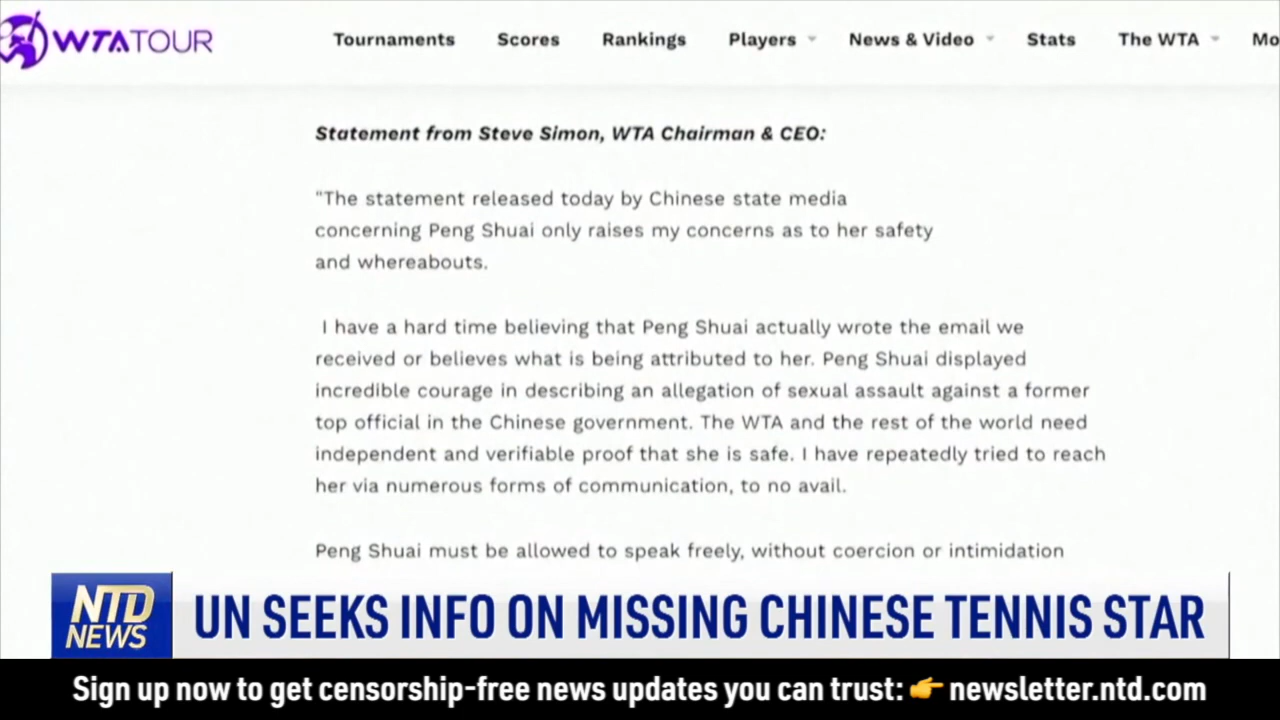 WTATOUR
Tournaments Scores Rankings Players News & Video Stats The WTA Mo
Statement from Steve Simon, WTA Chairman & CEO:
"The statement released today by Chinese state media
concerning Peng Shuai only raises my concerns as to her safety
and whereabouts.
I have a hard time believing that Peng Shuai actually wrote the email we
received or believes what is being attributed to her. Peng Shuai displayed
incredible courage in describing an allegation of sexual assault against a former
top official in the Chinese government. The WTA and the rest of the world need
independent and verifiable proof that she is safe. I have repeatedly tried to reach
her via numerous forms of communication, to no avail.
Peng Shuai must be allowed to speak freely, without coercion or intimidation
NTD
NEWS
UN SEEKS INFO ON MISSING CHINESE TENNIS STAR
Sign up now to get censorship-free news updates you can trust: 👉 newsletter.ntd.com